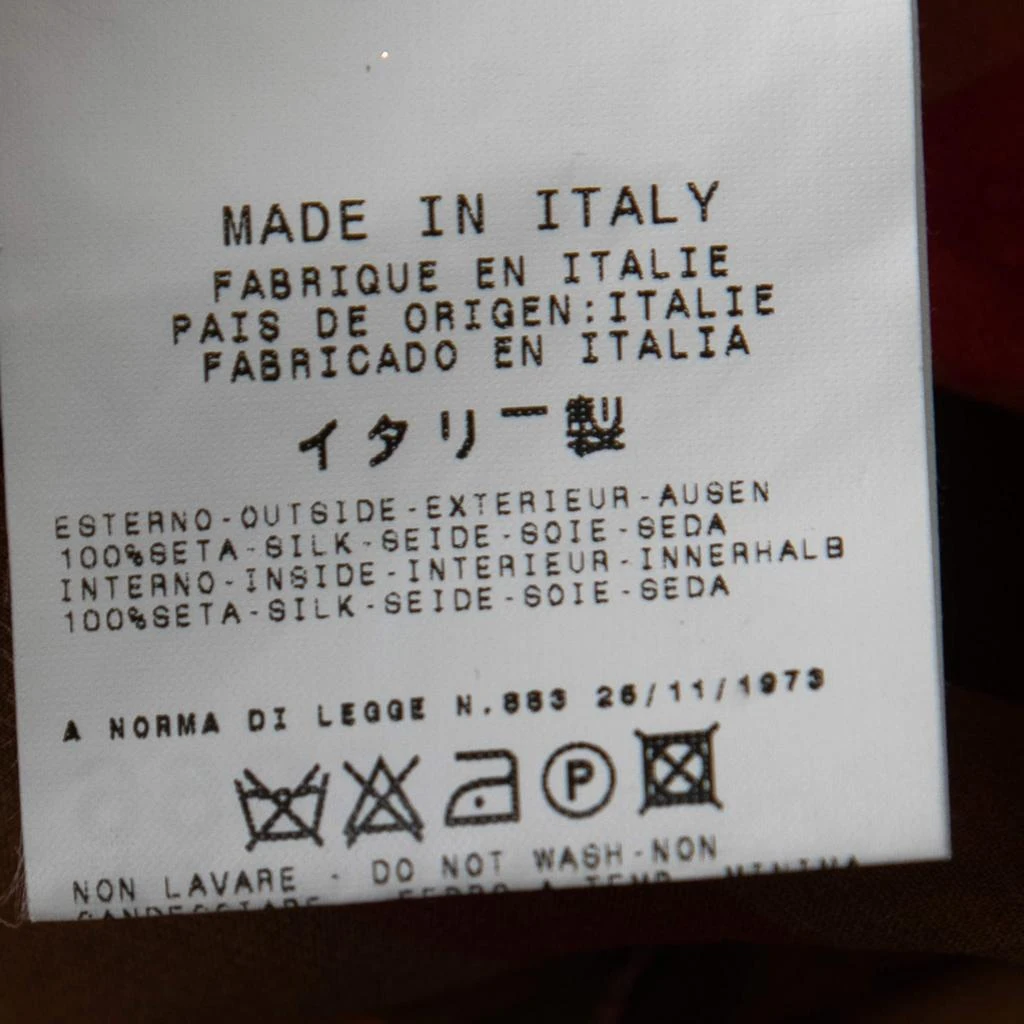 MADE IN ITALY
FABRIQUE EN ITALIE
PAIS DE ORIGEN:ITALIE
FABRICADO EN ITALIA
イタリー製
ESTERNO-OUTSIDE-EXTERIEUR-AUSEN
100%SETA-SILK-SEIDE-SOIE-SEDA
INTERNO-INSIDE-INTERIEUR-INNERHALB
100%SETA-SILK-SEIDE-SOIE-SEDA
A NORMA DI LEGGE N.883 26/11/1973
P
NON LAVARE - DO NOT WASH-NON